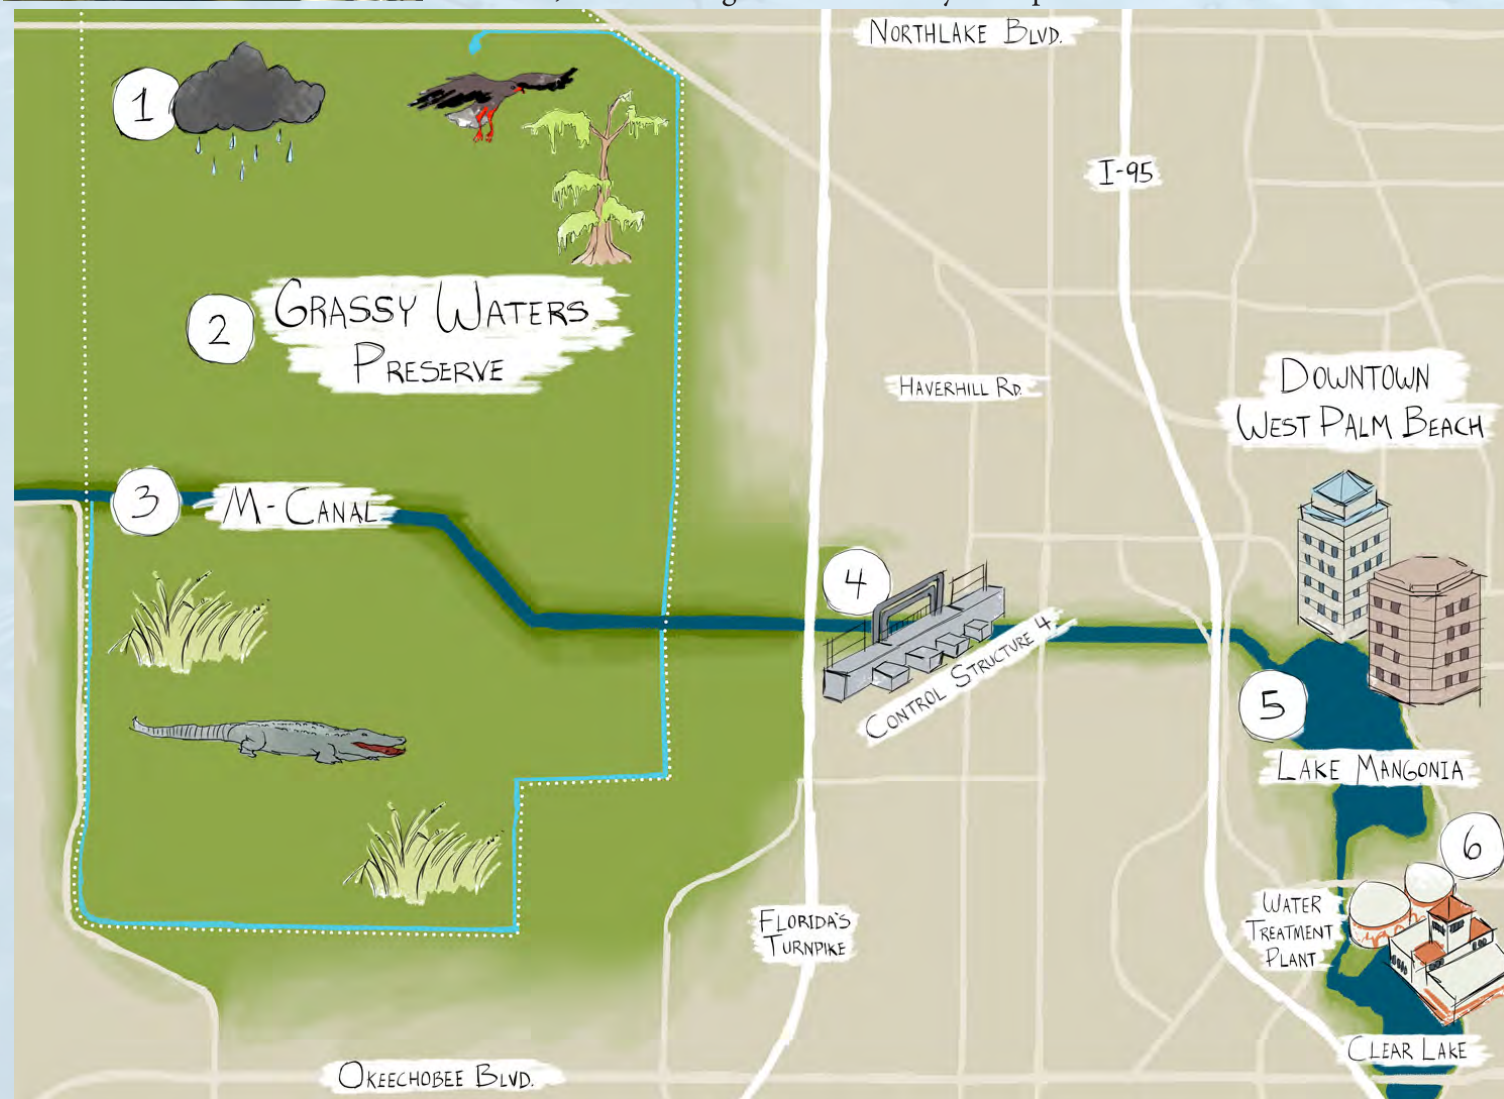 NORTHLAKE BLVD.
1
I-95
2
GRASSY WATERS
PRESERVE
HAVERHILL RD.
DOWNTOWN
WEST PALM BEACH
3
M-CANAL
4
CONTROL STRUCTURE 4
5
LAKE MANGONIA
6
WATER
TREATMENT
PLANT
FLORIDA'S
TURNPIKE
CLEAR LAKE
OKEECHOBEE BLVD.